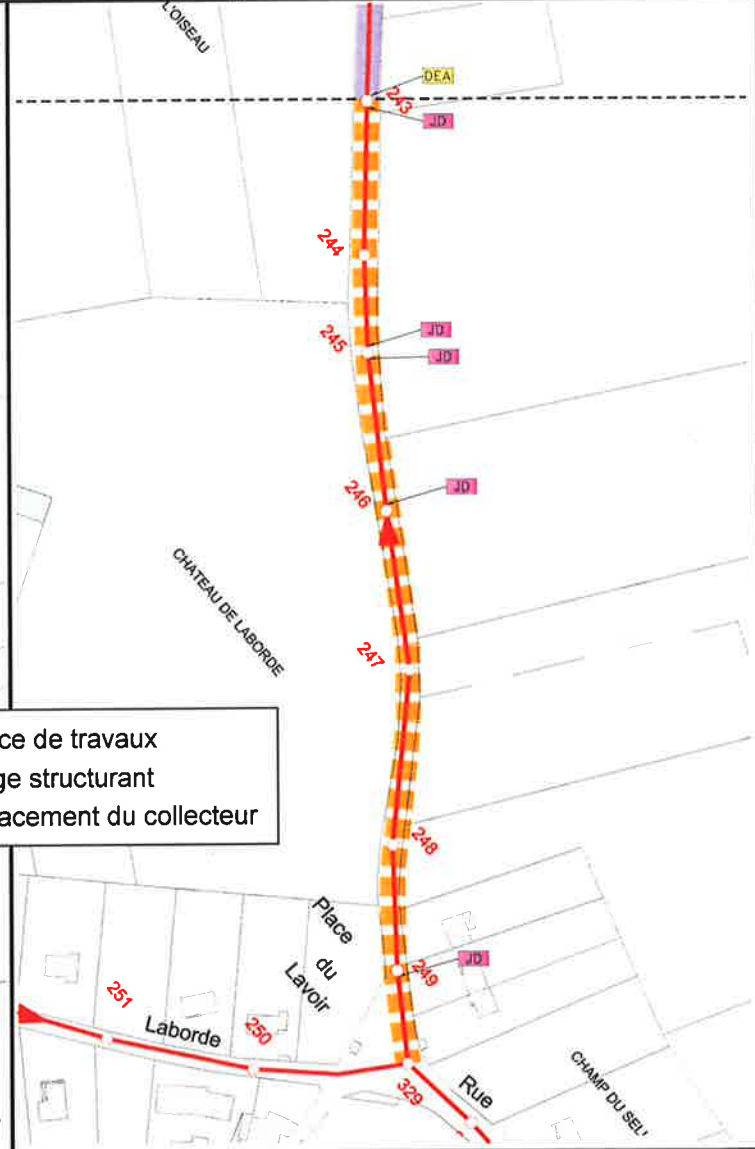 L'OISEAU
DEA
243
JD
244
245
JD
JD
246
JD
CHATEAU DE LABORDE
247
ce de travaux
ge structurant
acement du collecteur
248
Place
du
Lavoir
249
JD
251
Laborde
250
329
Rue
CHAMP DU SEU